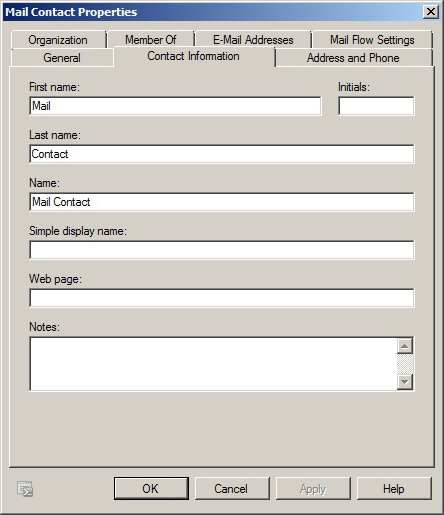 Mail Contact Properties
Organization Member Of E-Mail Addresses Mail Flow Settings
General Contact Information Address and Phone
First name: Initials:
Mail
Last name:
Contact
Name:
Mail Contact
Simple display name:
Web page:
Notes:
OK Cancel Apply Help